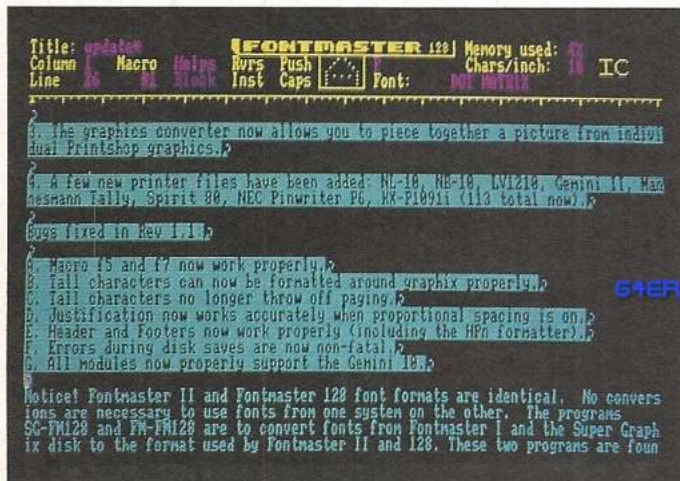 Title: update# FONTMASTER 128 Memory used: 4%
Column 1 Macro Helps Rvrs Push Chars/inch: 10 IC
Line 26 01 Block Inst Caps Font: DOT MATRIX
3. The graphics converter now allows you to piece together a picture from indivi
dual Printshop graphics.
4. A few new printer files have been added: NL-10, NB-10, LV1210, Gemini II, Man
nesmann Tally, Spirit 80, NEC Pinwriter P6, KX-P1091i (113 total now).
Bugs fixed in Rev 1.1:
A. Macro f5 and f7 now work properly.
B. Tall characters can now be formatted around graphix properly.
C. Tall characters no longer throw off paging.
D. Justification now works accurately when proportional spacing is on.
E. Header and Footers now work properly (including the HPn formatter).
F. Errors during disk saves are now non-fatal.
G. All modules now properly support the Gemini 10.
Notice! Fontmaster II and Fontmaster 128 font formats are identical. No convers
ions are necessary to use fonts from one system on the other. The programs
SG-FM128 and FM-FM128 are to convert fonts from Fontmaster I and the Super Graph
ix disk to the format used by Fontmaster II and 128. These two programs are foun
64ER